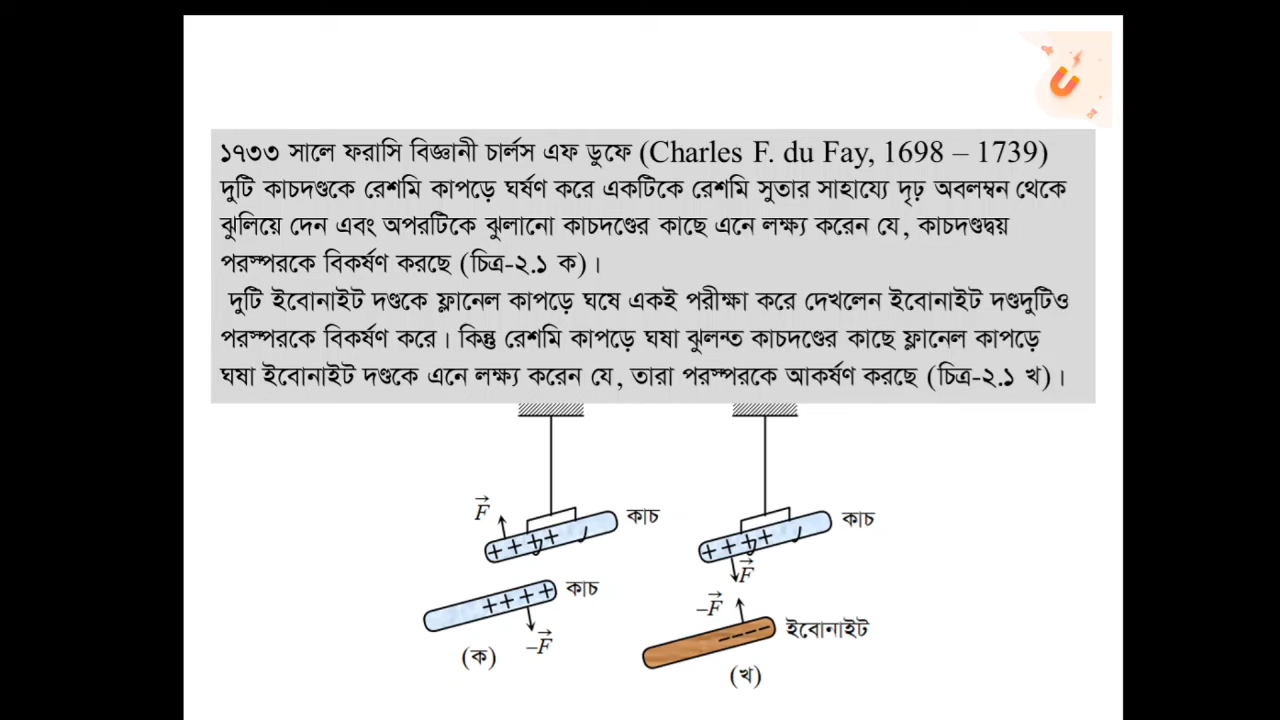 ১৭৩৩ সালে ফরাসি বিজ্ঞানী চার্লস এফ ডুফে (Charles F. du Fay, 1698 – 1739)
দুটি কাচদণ্ডকে রেশমি কাপড়ে ঘর্ষণ করে একটিকে রেশমি সুতার সাহায্যে দৃঢ় অবলম্বন থেকে
ঝুলিয়ে দেন এবং অপরটিকে ঝুলানো কাচদণ্ডের কাছে এনে লক্ষ্য করেন যে, কাচদণ্ডদ্বয়
পরস্পরকে বিকর্ষণ করছে (চিত্র-২.১ ক)।
দুটি ইবোনাইট দণ্ডকে ফ্লানেল কাপড়ে ঘষে একই পরীক্ষা করে দেখলেন ইবোনাইট দণ্ডদুটিও
পরস্পরকে বিকর্ষণ করে। কিন্তু রেশমি কাপড়ে ঘষা ঝুলন্ত কাচদণ্ডের কাছে ফ্লানেল কাপড়ে
ঘষা ইবোনাইট দণ্ডকে এনে লক্ষ্য করেন যে, তারা পরস্পরকে আকর্ষণ করছে (চিত্র-২.১ খ)।
F⃗ কাচ
++++
কাচ
++++
–F⃗
(ক)
কাচ
++++
F⃗
–F⃗
---- ইবোনাইট
(খ)